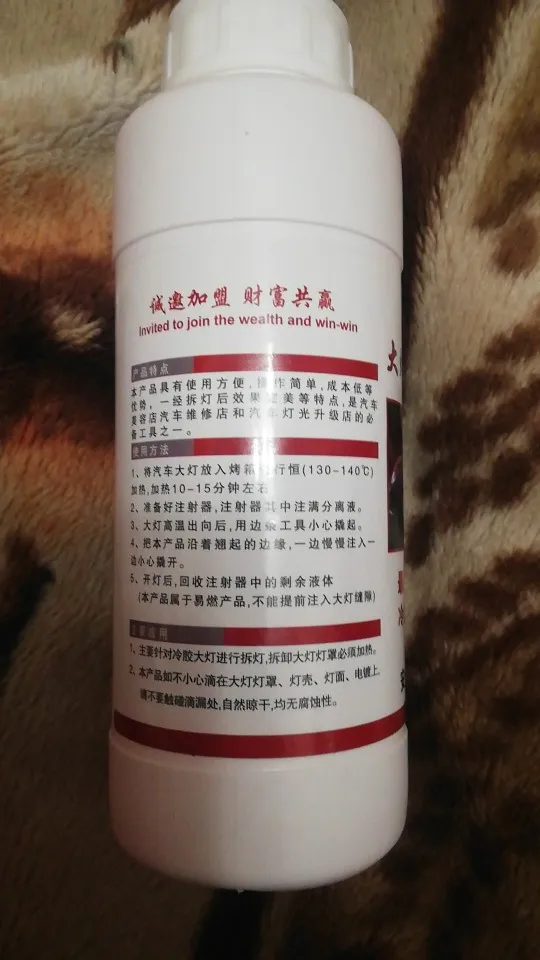 诚邀加盟 财富共赢
Invited to join the wealth and win-win
产品特点
本产品具有使用方便,操作简单,成本低等
优势，一经拆灯后效果完美等特点,是汽车
美容店汽车维修店和汽车灯光升级店的必
备工具之一。
使用方法
1、将汽车大灯放入烤箱 行恒(130-140℃)
加热,加热10-15分钟左右
2、准备好注射器,注射器其中注满分离液。
3、大灯高温出向后,用边条工具小心撬起。
4、把本产品沿着翘起的边缘,一边慢慢注入一
边小心撬开。
5、开灯后,回收注射器中的剩余液体
(本产品属于易燃产品,不能提前注入大灯缝隙)
1、主要针对冷胶大灯进行拆灯,拆卸大灯灯罩必须加热。
2、本产品如不小心滴在大灯灯罩、灯壳、灯面、电镀上,
请不要触碰滴漏处,自然晾干,均无腐蚀性。
大